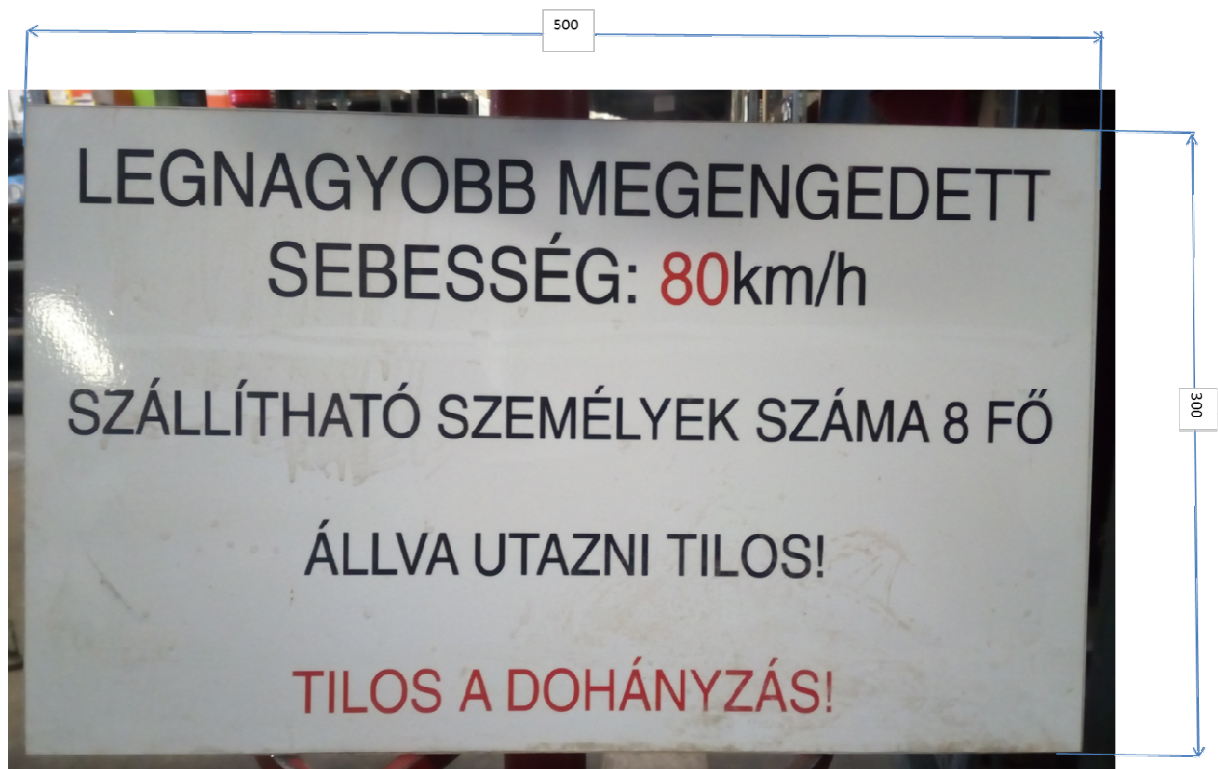 500
LEGNAGYOBB MEGENGEDETT
SEBESSÉG: 80km/h
SZÁLLÍTHATÓ SZEMÉLYEK SZÁMA 8 FŐ
300
ÁLLVA UTAZNI TILOS!
TILOS A DOHÁNYZÁS!